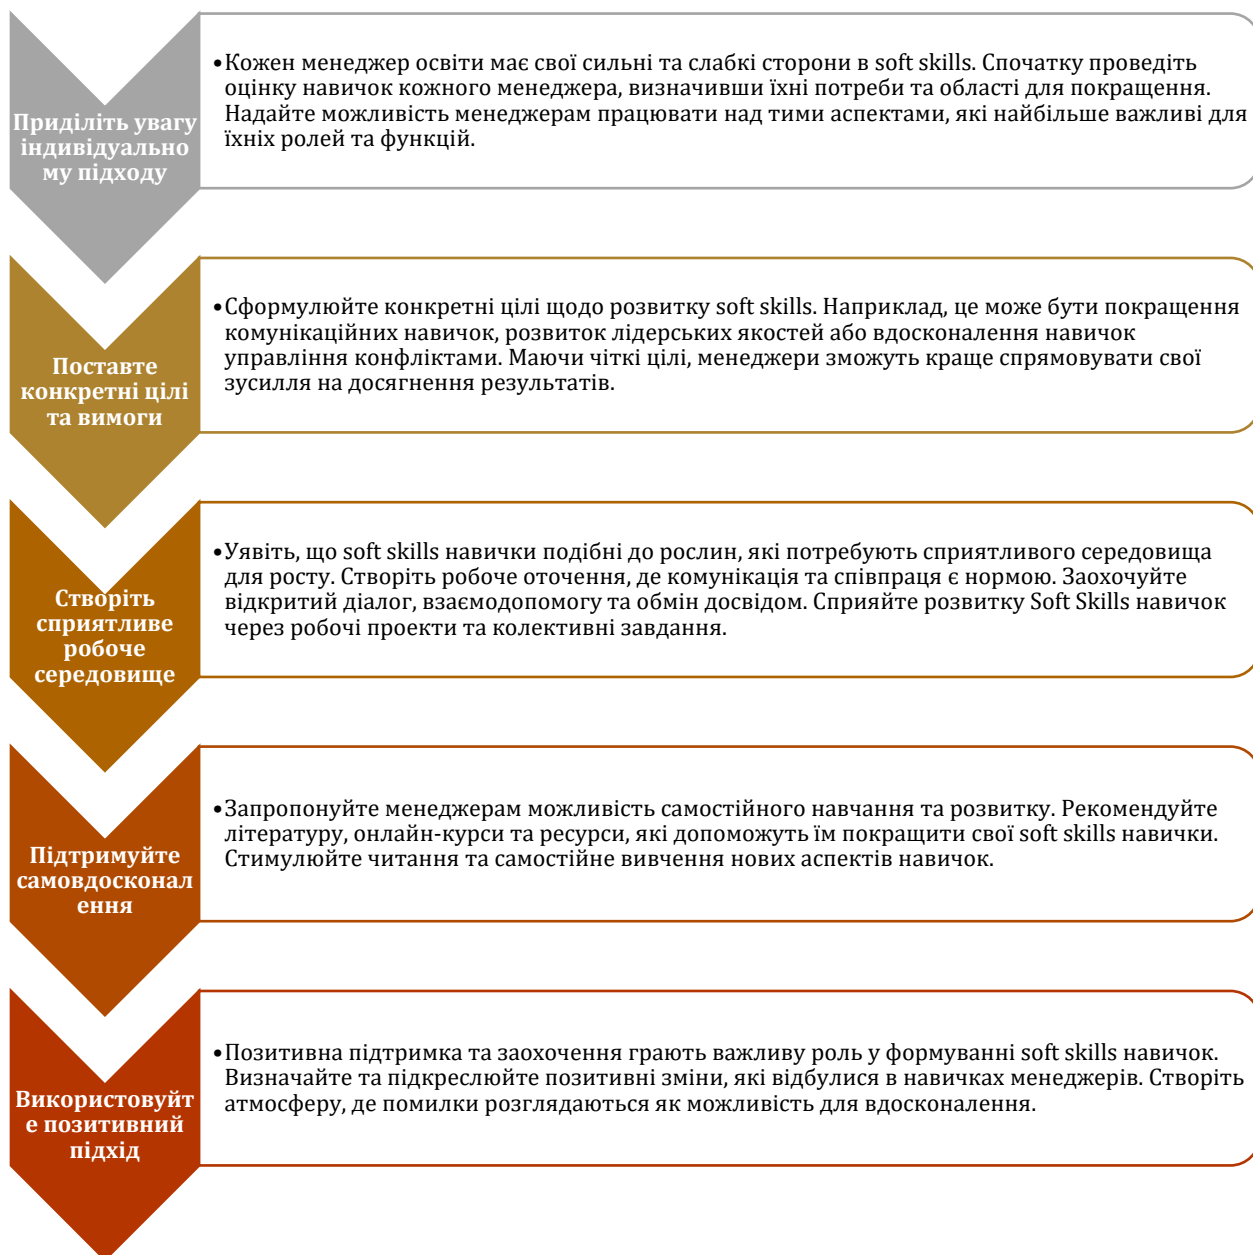 Приділіть увагу
індивідуально
му підходу
•Кожен менеджер освіти має свої сильні та слабкі сторони в soft skills. Спочатку проведіть
оцінку навичок кожного менеджера, визначивши їхні потреби та області для покращення.
Надайте можливість менеджерам працювати над тими аспектами, які найбільше важливі для
їхніх ролей та функцій.
Поставте
конкретні цілі
та вимоги
•Сформулюйте конкретні цілі щодо розвитку soft skills. Наприклад, це може бути покращення
комунікаційних навичок, розвиток лідерських якостей або вдосконалення навичок
управління конфліктами. Маючи чіткі цілі, менеджери зможуть краще спрямовувати свої
зусилля на досягнення результатів.
Створіть
сприятливе
робоче
середовище
•Уявіть, що soft skills навички подібні до рослин, які потребують сприятливого середовища
для росту. Створіть робоче оточення, де комунікація та співпраця є нормою. Заохочуйте
відкритий діалог, взаємодопомогу та обмін досвідом. Сприяйте розвитку Soft Skills навичок
через робочі проекти та колективні завдання.
Підтримуйте
самовдосконал
ення
•Запропонуйте менеджерам можливість самостійного навчання та розвитку. Рекомендуйте
літературу, онлайн-курси та ресурси, які допоможуть їм покращити свої soft skills навички.
Стимулюйте читання та самостійне вивчення нових аспектів навичок.
Використовуйт
е позитивний
підхід
•Позитивна підтримка та заохочення грають важливу роль у формуванні soft skills навичок.
Визначайте та підкреслюйте позитивні зміни, які відбулися в навичках менеджерів. Створіть
атмосферу, де помилки розглядаються як можливість для вдосконалення.